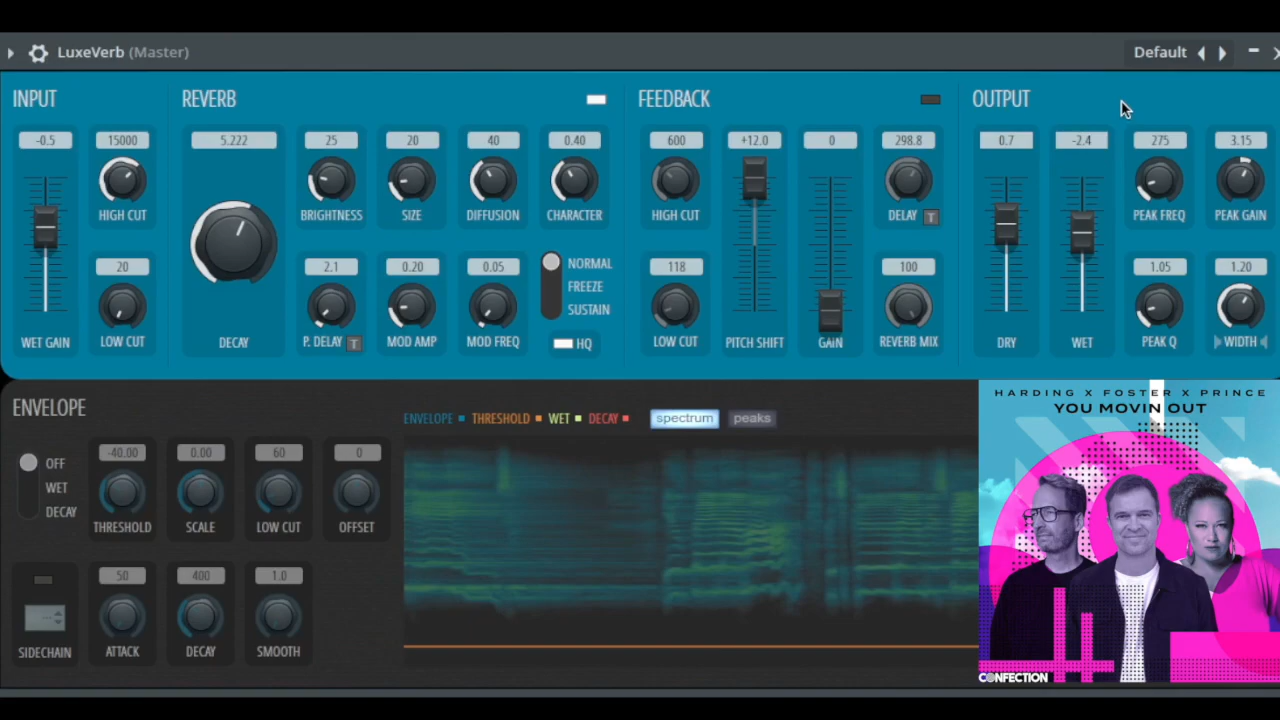 LuxeVerb (Master)
Default
INPUT
REVERB
FEEDBACK
OUTPUT
-0.5
15000
5.222
25
20
40
0.40
600
+12.0
0
298.8
0.7
-2.4
275
3.15
HIGH CUT
BRIGHTNESS
SIZE
DIFFUSION
CHARACTER
HIGH CUT
DELAY T
PEAK FREQ
PEAK GAIN
20
2.1
0.20
0.05
NORMAL
FREEZE
SUSTAIN
118
100
1.05
1.20
WET GAIN
LOW CUT
DECAY
P. DELAY T
MOD AMP
MOD FREQ
HQ
LOW CUT
PITCH SHIFT
GAIN
REVERB MIX
DRY
WET
PEAK Q
WIDTH
ENVELOPE
ENVELOPE THRESHOLD WET DECAY spectrum peaks
OFF
WET
DECAY
-40.00
0.00
60
0
THRESHOLD
SCALE
LOW CUT
OFFSET
50
400
1.0
SIDECHAIN
ATTACK
DECAY
SMOOTH
HARDING X FOSTER X PRINCE
YOU MOVIN OUT
CONFECTION